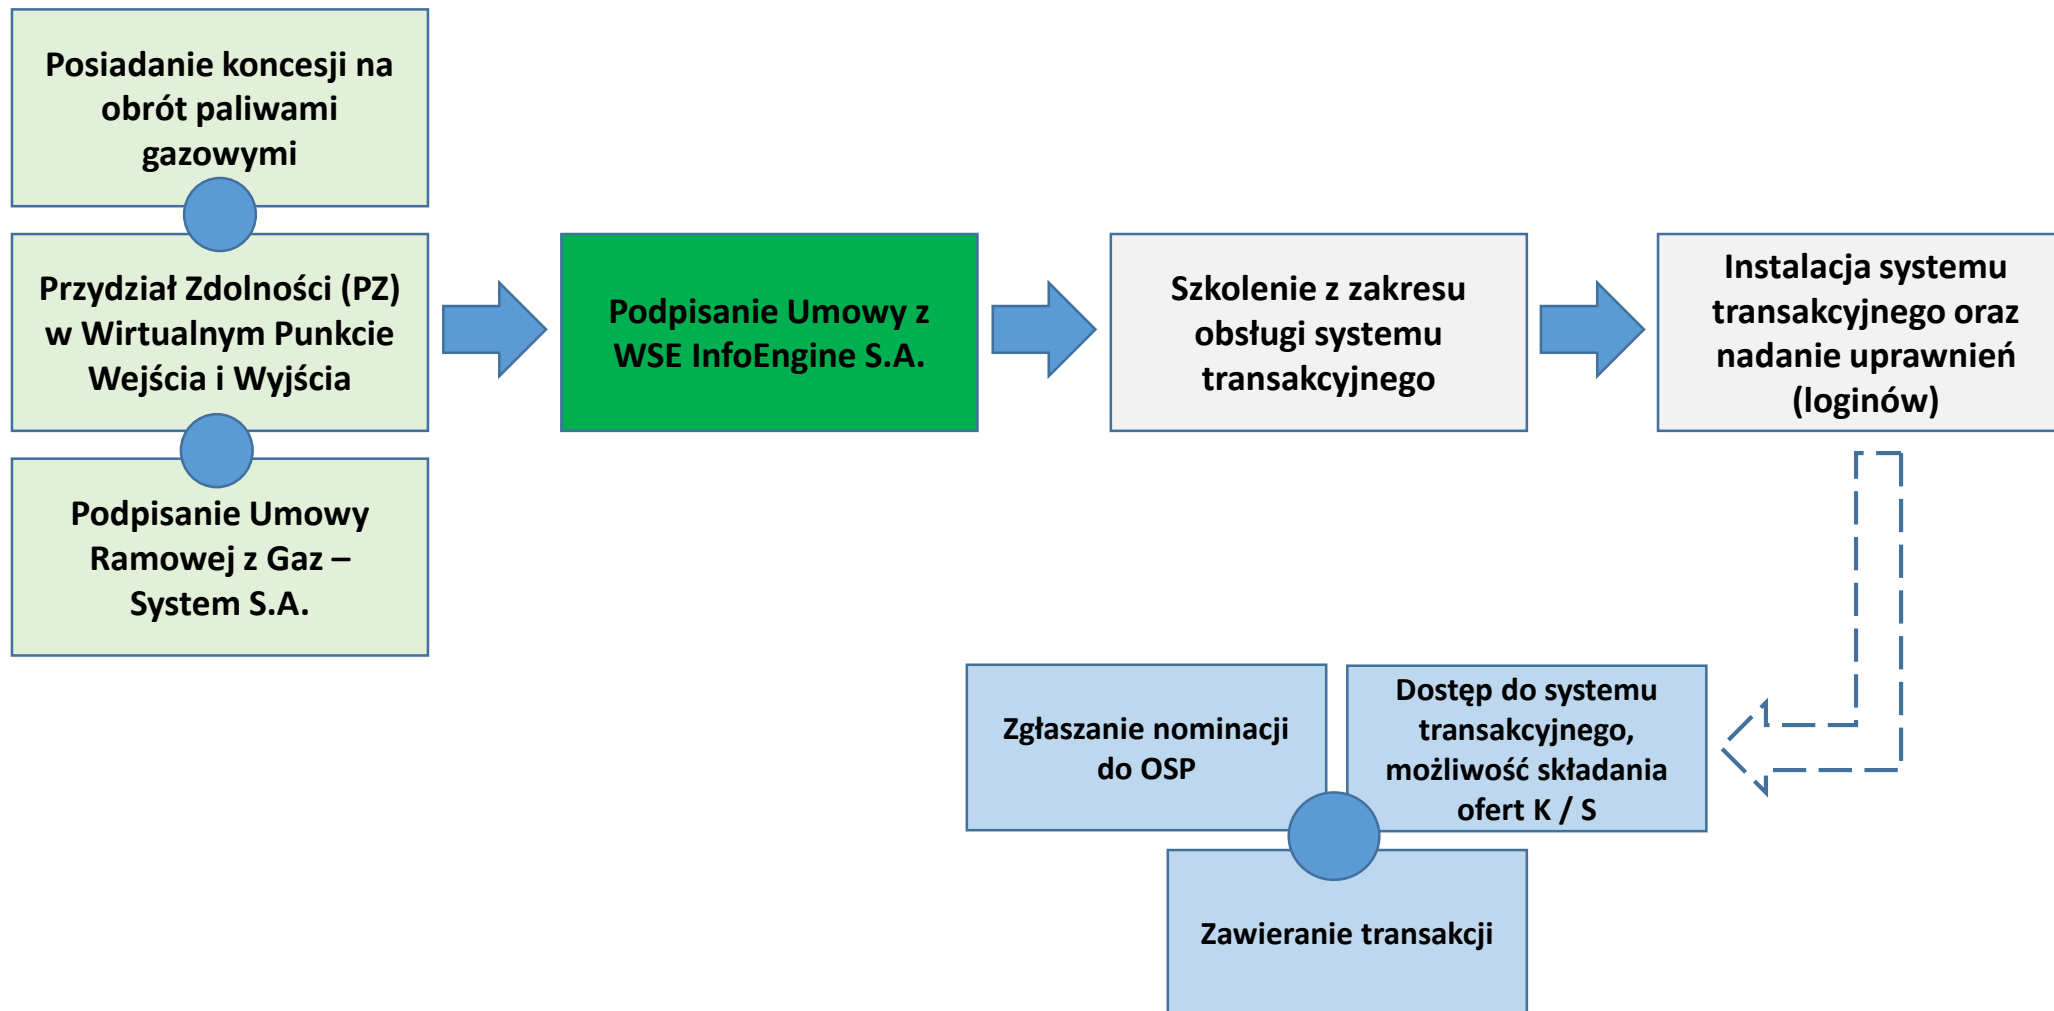 Posiadanie koncesji na
obrót paliwami
gazowymi
Przydział Zdolności (PZ)
w Wirtualnym Punkcie
Wejścia i Wyjścia
Podpisanie Umowy
Ramowej z Gaz –
System S.A.
Podpisanie Umowy z
WSE InfoEngine S.A.
Szkolenie z zakresu
obsługi systemu
transakcyjnego
Instalacja systemu
transakcyjnego oraz
nadanie uprawnień
(loginów)
Zgłaszanie nominacji
do OSP
Dostęp do systemu
transakcyjnego,
możliwość składania
ofert K / S
Zawieranie transakcji